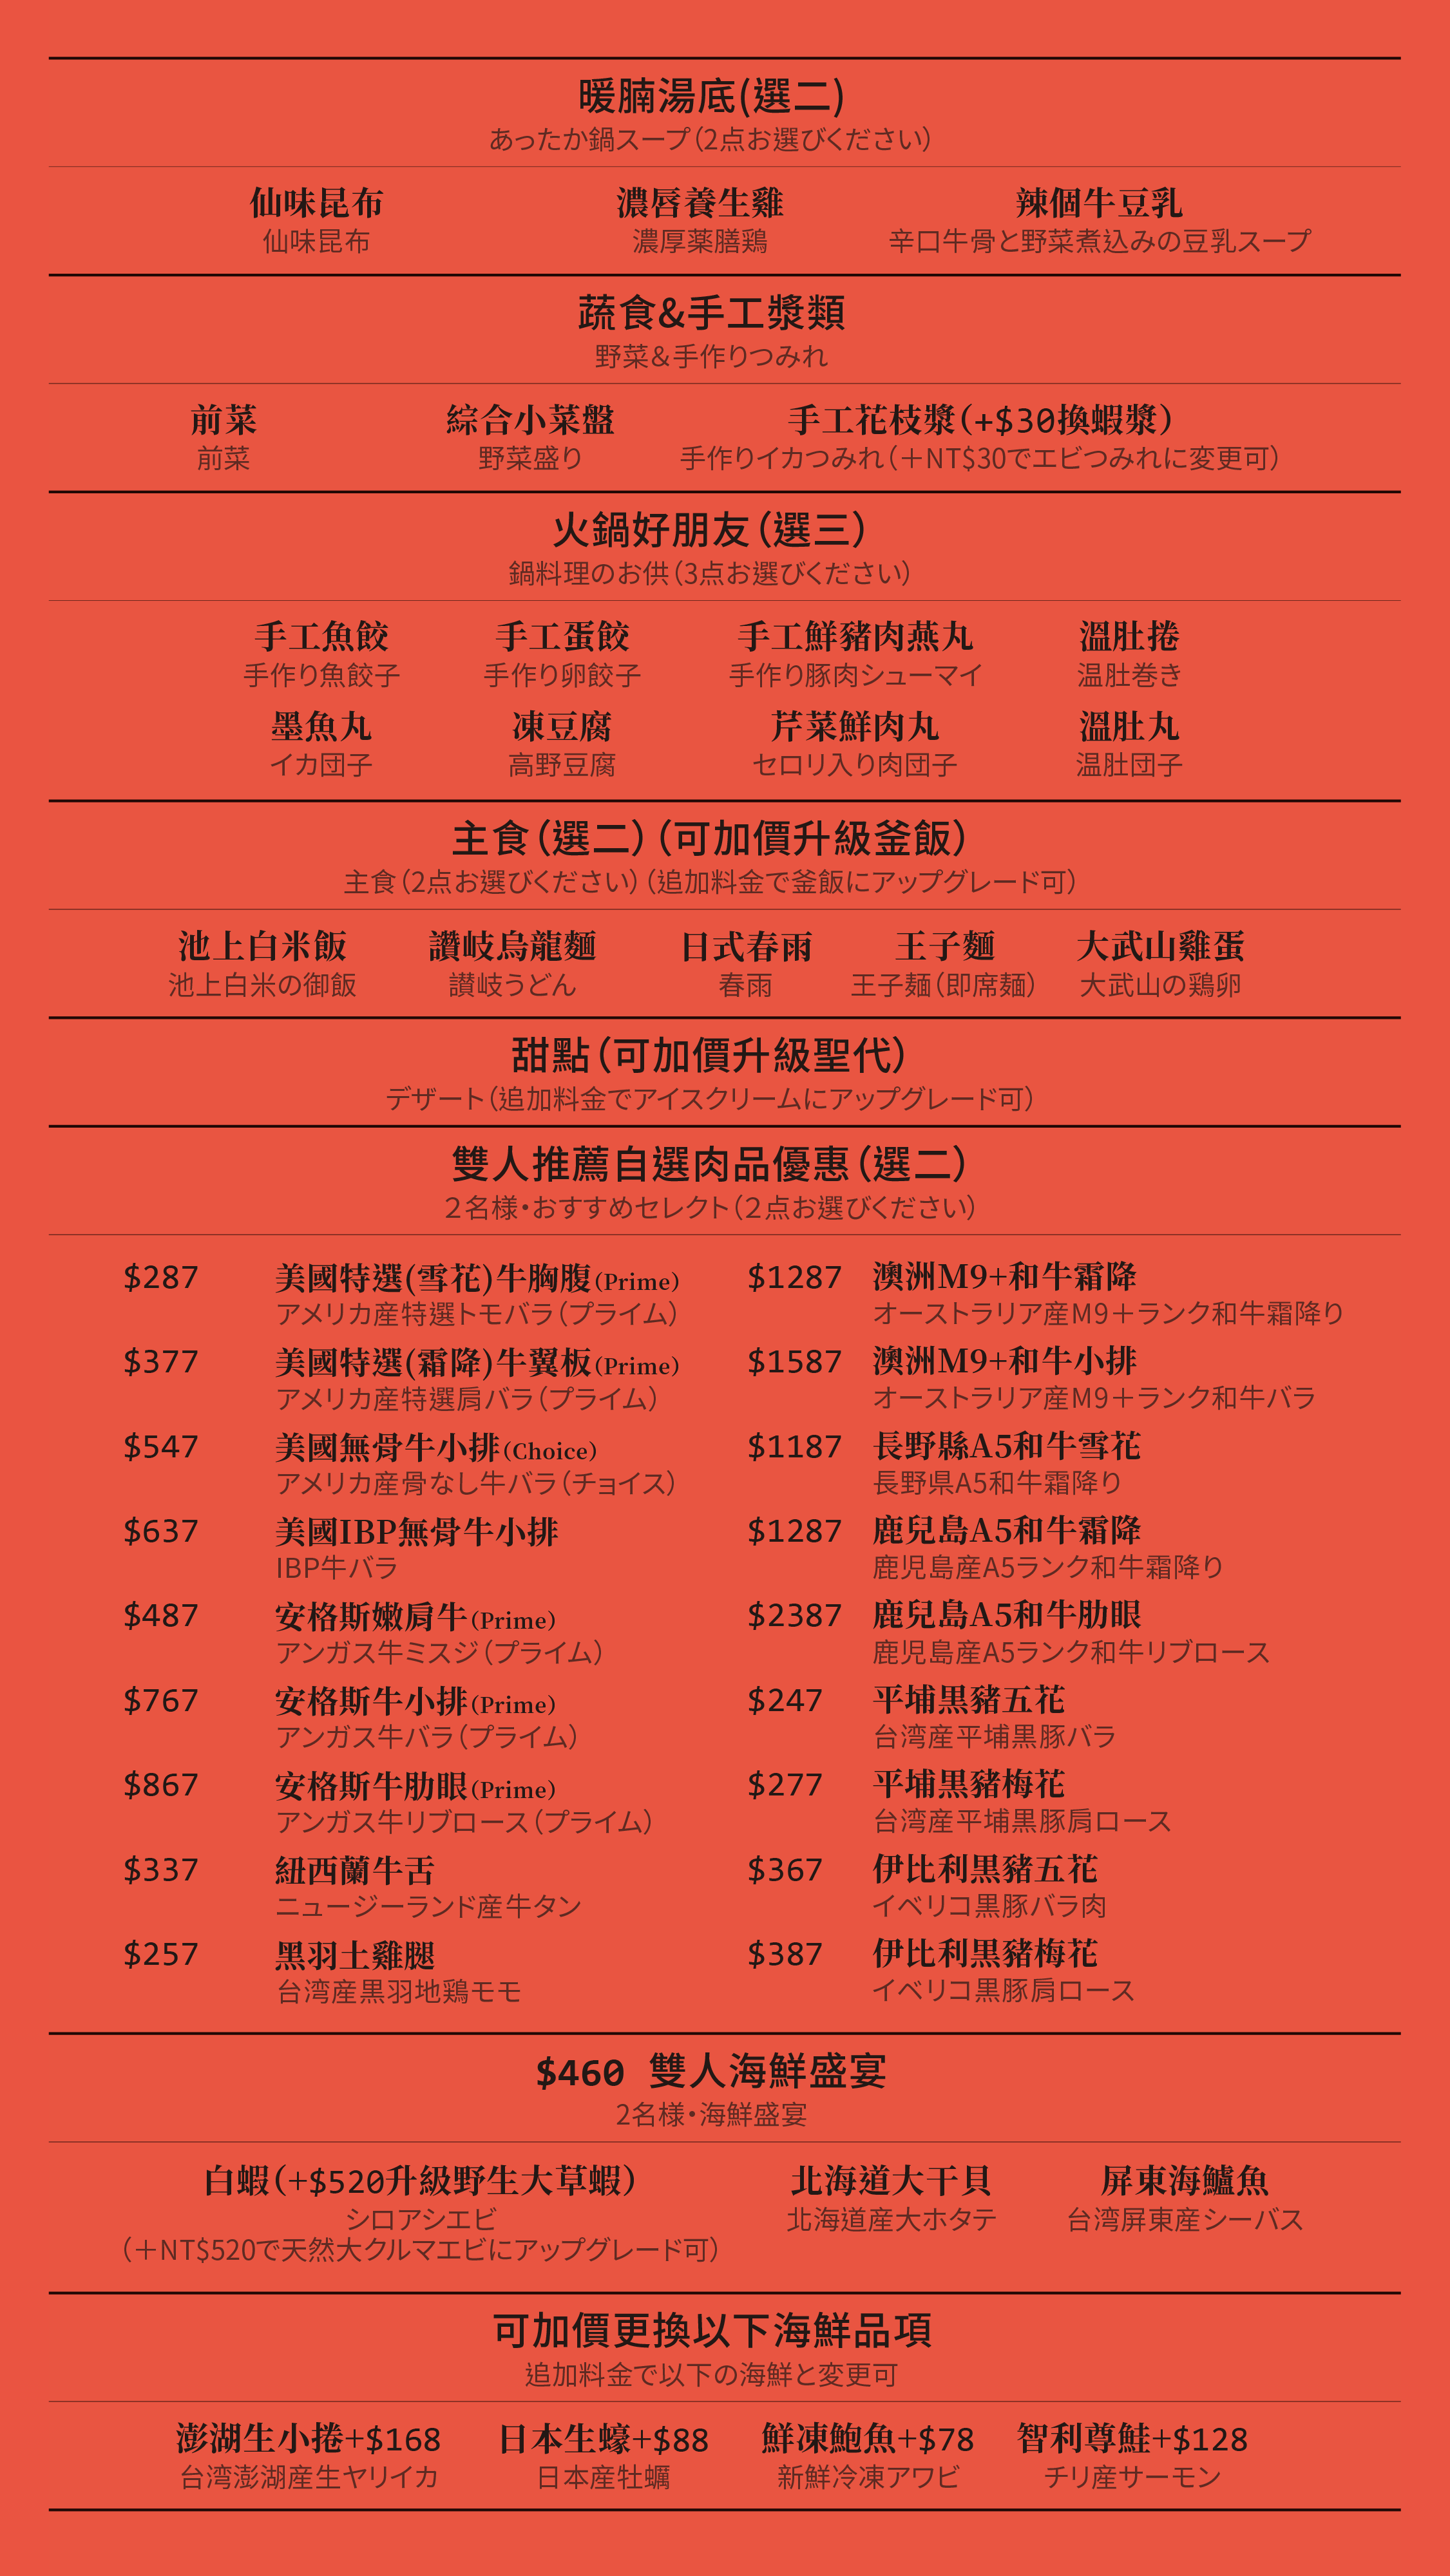 暖腩湯底(選二)
あったか鍋スープ（2点お選びください）
仙味昆布 濃唇養生雞 辣個牛豆乳
仙味昆布 濃厚薬膳鶏 辛口牛骨と野菜煮込みの豆乳スープ
蔬食&手工漿類
野菜＆手作りつみれ
前菜 綜合小菜盤 手工花枝漿(+$30換蝦漿)
前菜 野菜盛り 手作りイカつみれ（＋NT$30でエビつみれに変更可）
火鍋好朋友（選三）
鍋料理のお供（3点お選びください）
手工魚餃 手工蛋餃 手工鮮豬肉燕丸 溫肚捲
手作り魚餃子 手作り卵餃子 手作り豚肉シューマイ 温肚巻き
墨魚丸 凍豆腐 芹菜鮮肉丸 溫肚丸
イカ団子 高野豆腐 セロリ入り肉団子 温肚団子
主食（選二）（可加價升級釜飯）
主食（2点お選びください）（追加料金で釜飯にアップグレード可）
池上白米飯 讚岐烏龍麵 日式春雨 王子麵 大武山雞蛋
池上白米の御飯 讃岐うどん 春雨 王子麺（即席麺） 大武山の鶏卵
甜點（可加價升級聖代）
デザート（追加料金でアイスクリームにアップグレード可）
雙人推薦自選肉品優惠（選二）
２名様・おすすめセレクト（２点お選びください）
$287 美國特選(雪花)牛胸腹(Prime) $1287 澳洲M9+和牛霜降
アメリカ産特選トモバラ（プライム） オーストラリア産M9＋ランク和牛霜降り
$377 美國特選(霜降)牛翼板(Prime) $1587 澳洲M9+和牛小排
アメリカ産特選肩バラ（プライム） オーストラリア産M9＋ランク和牛バラ
$547 美國無骨牛小排(Choice) $1187 長野縣A5和牛雪花
アメリカ産骨なし牛バラ（チョイス） 長野県A5和牛霜降り
$637 美國IBP無骨牛小排 $1287 鹿兒島A5和牛霜降
IBP牛バラ 鹿児島産A5ランク和牛霜降り
$487 安格斯嫩肩牛(Prime) $2387 鹿兒島A5和牛肋眼
アンガス牛ミスジ（プライム） 鹿児島産A5ランク和牛リブロース
$767 安格斯牛小排(Prime) $247 平埔黑豬五花
アンガス牛バラ（プライム） 台湾産平埔黒豚バラ
$867 安格斯牛肋眼(Prime) $277 平埔黑豬梅花
アンガス牛リブロース（プライム） 台湾産平埔黒豚肩ロース
$337 紐西蘭牛舌 $367 伊比利黑豬五花
ニュージーランド産牛タン イベリコ黒豚バラ肉
$257 黑羽土雞腿 $387 伊比利黑豬梅花
台湾産黒羽地鶏モモ イベリコ黒豚肩ロース
$460 雙人海鮮盛宴
2名様・海鮮盛宴
白蝦(+$520升級野生大草蝦) 北海道大干貝 屏東海鱸魚
シロアシエビ 北海道産大ホタテ 台湾屏東産シーバス
（＋NT$520で天然大クルマエビにアップグレード可）
可加價更換以下海鮮品項
追加料金で以下の海鮮と変更可
澎湖生小捲+$168 日本生蠔+$88 鮮凍鮑魚+$78 智利尊鮭+$128
台湾澎湖産生ヤリイカ 日本産牡蠣 新鮮冷凍アワビ チリ産サーモン